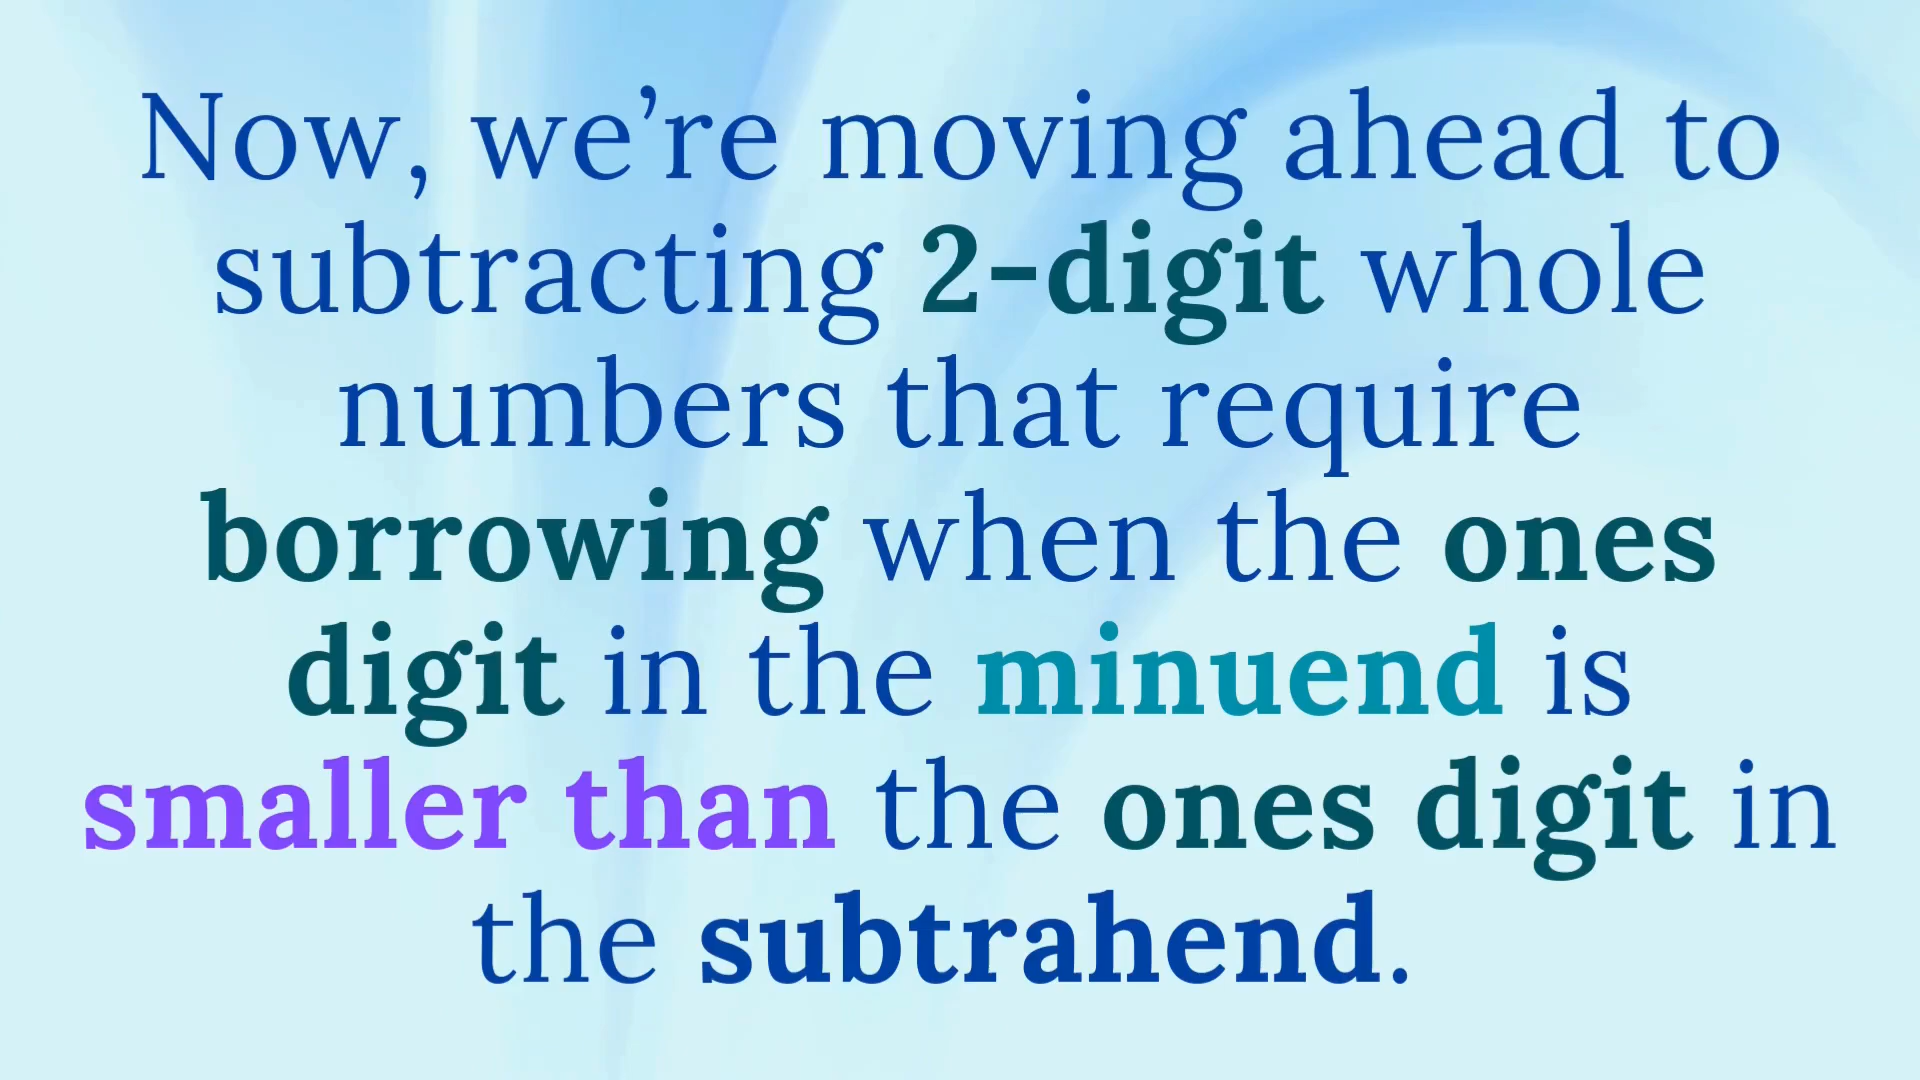 Now, we’re moving ahead to
subtracting 2-digit whole
numbers that require
borrowing when the ones
digit in the minuend is
smaller than the ones digit in
the subtrahend.